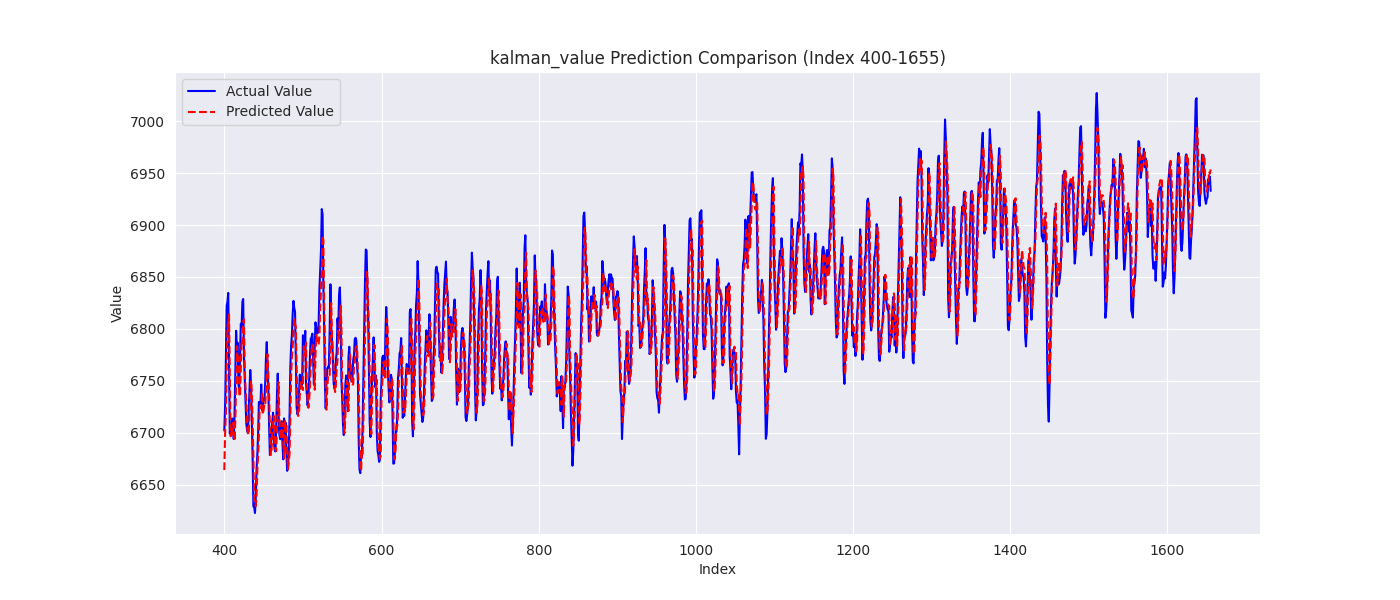 kalman_value Prediction Comparison (Index 400-1655)
Actual Value
Predicted Value
Value
7000
6950
6900
6850
6800
6750
6700
6650
400 600 800 1000 1200 1400 1600
Index